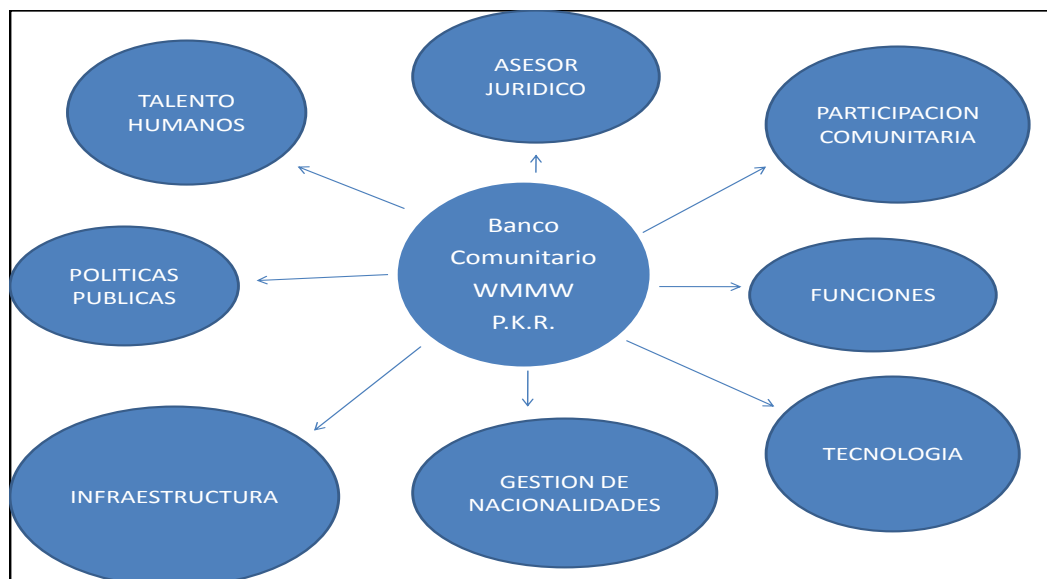 ASESOR
JURIDICO
TALENTO
HUMANOS
PARTICIPACION
COMUNITARIA
Banco
Comunitario
WMMW
P.K.R.
POLITICAS
PUBLICAS
FUNCIONES
TECNOLOGIA
INFRAESTRUCTURA
GESTION DE
NACIONALIDADES